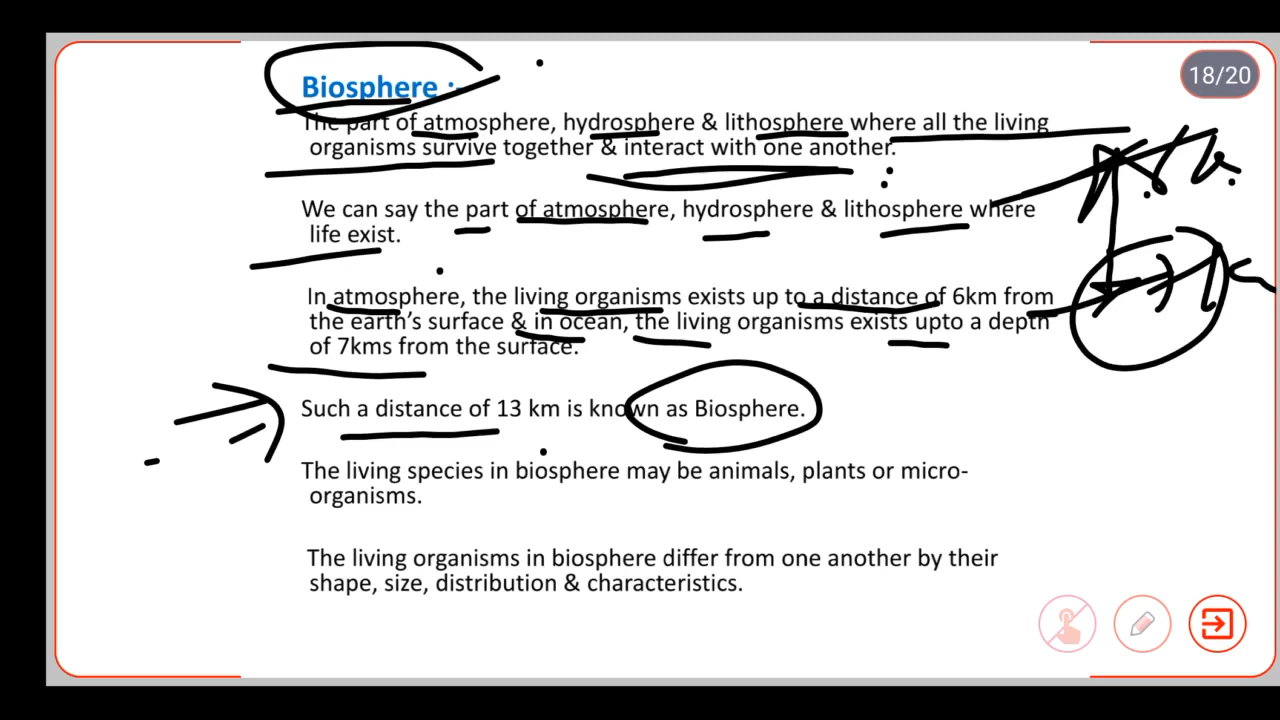 18/20
Biosphere :-
The part of atmosphere, hydrosphere & lithosphere where all the living
organisms survive together & interact with one another.
We can say the part of atmosphere, hydrosphere & lithosphere where
life exist.
In atmosphere, the living organisms exists up to a distance of 6km from
the earth's surface & in ocean, the living organisms exists upto a depth
of 7kms from the surface.
Such a distance of 13 km is known as Biosphere.
The living species in biosphere may be animals, plants or micro-
organisms.
The living organisms in biosphere differ from one another by their
shape, size, distribution & characteristics.